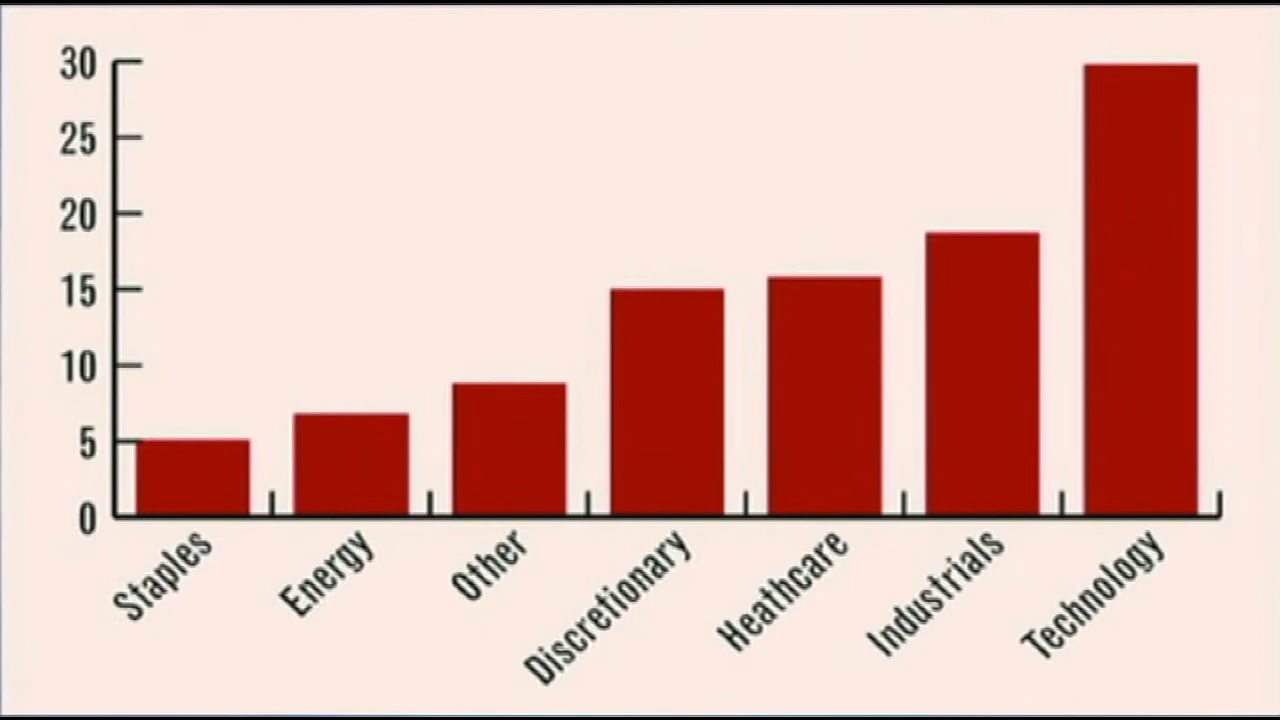 30
25
20
15
10
5
0
Staples
Energy
Other
Discretionary
Heathcare
Industrials
Technology